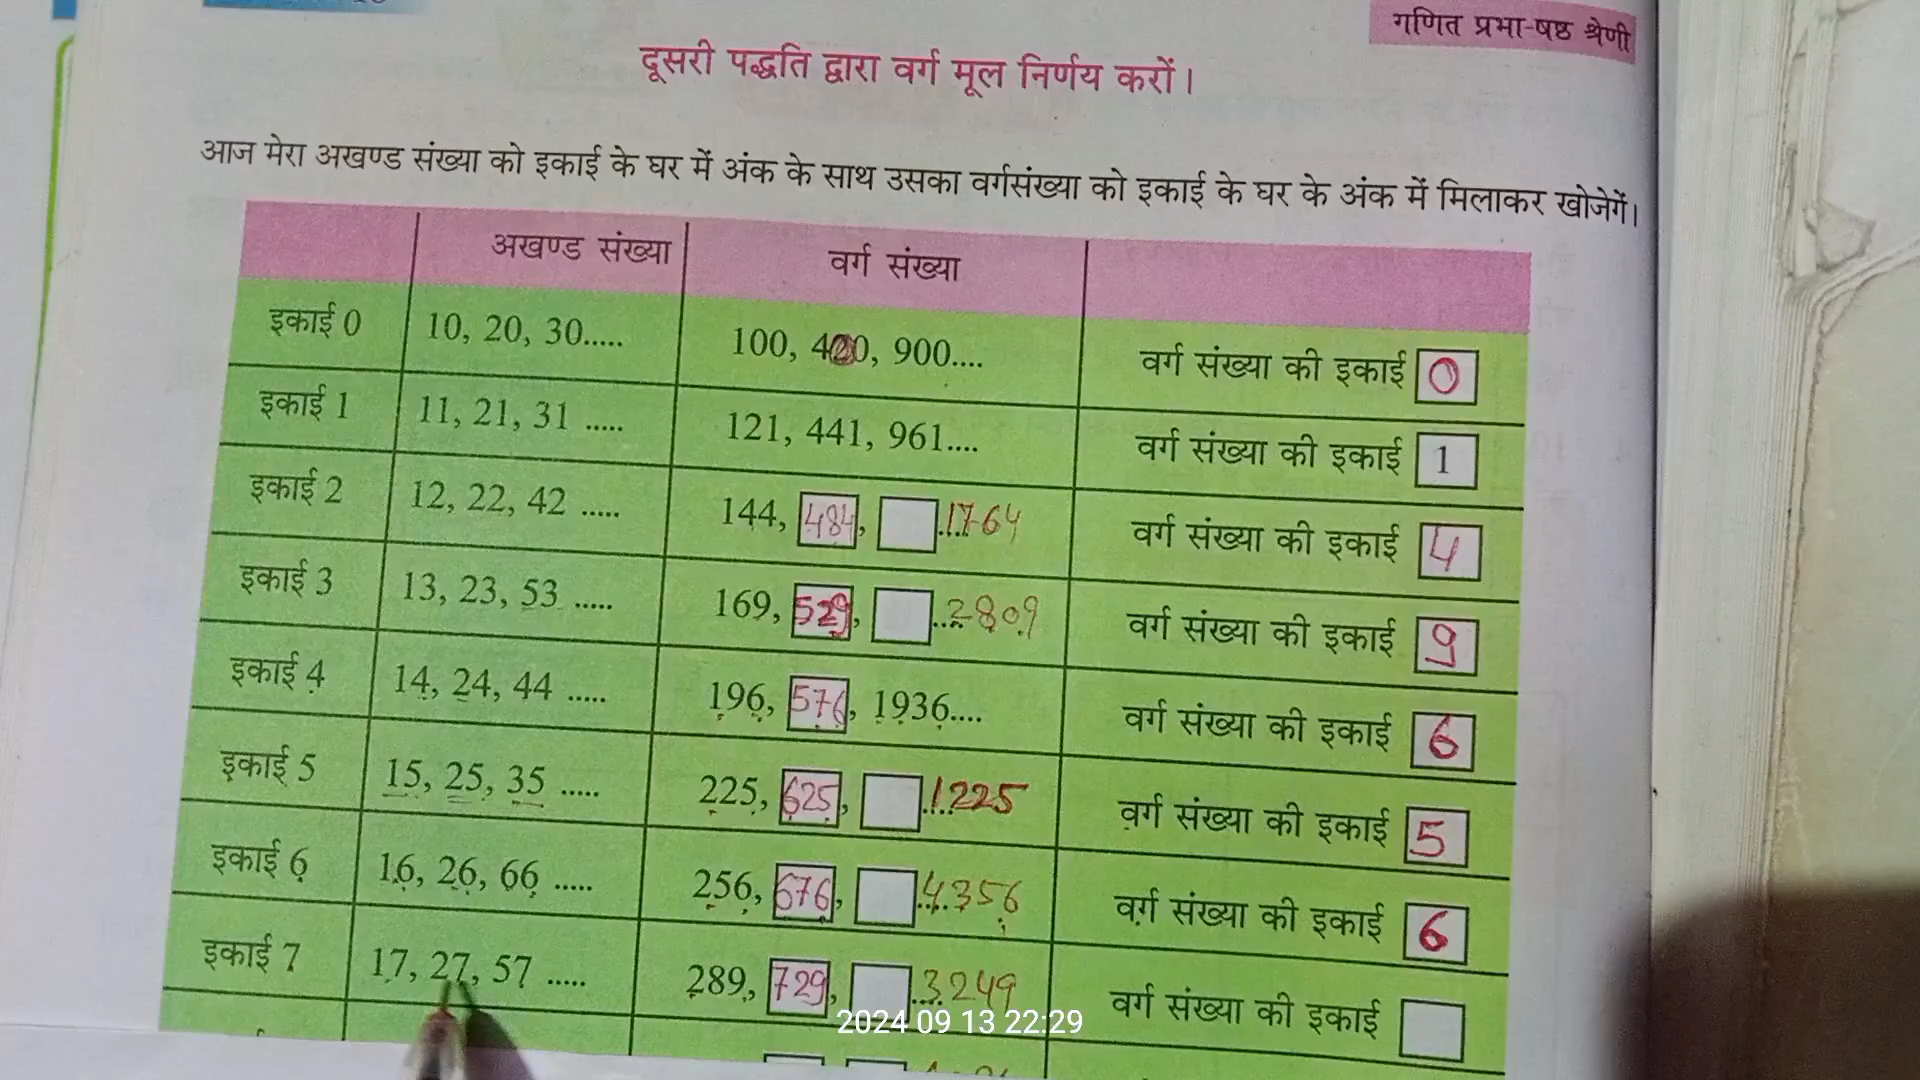 गणित प्रभा-षष्ठ श्रेणी
दूसरी पद्धति द्वारा वर्ग मूल निर्णय करों।
आज मेरा अखण्ड संख्या को इकाई के घर में अंक के साथ उसका वर्गसंख्या को इकाई के घर के अंक में मिलाकर खोजेगें।
अखण्ड संख्या वर्ग संख्या
इकाई 0 10, 20, 30..... 100, 400, 900.... वर्ग संख्या की इकाई 0
इकाई 1 11, 21, 31 ..... 121, 441, 961.... वर्ग संख्या की इकाई 1
इकाई 2 12, 22, 42 ..... 144, 484, ....1764 वर्ग संख्या की इकाई 4
इकाई 3 13, 23, 53 ..... 169, 529, ....2809 वर्ग संख्या की इकाई 9
इकाई 4 14, 24, 44 ..... 196, 576, 1936.... वर्ग संख्या की इकाई 6
इकाई 5 15, 25, 35 ..... 225, 625, ....1225 वर्ग संख्या की इकाई 5
इकाई 6 16, 26, 66 ..... 256, 676, ....4356 वर्ग संख्या की इकाई 6
इकाई 7 17, 27, 57 ..... 289, 729, ....3249 वर्ग संख्या की इकाई
2024 09 13 22:29